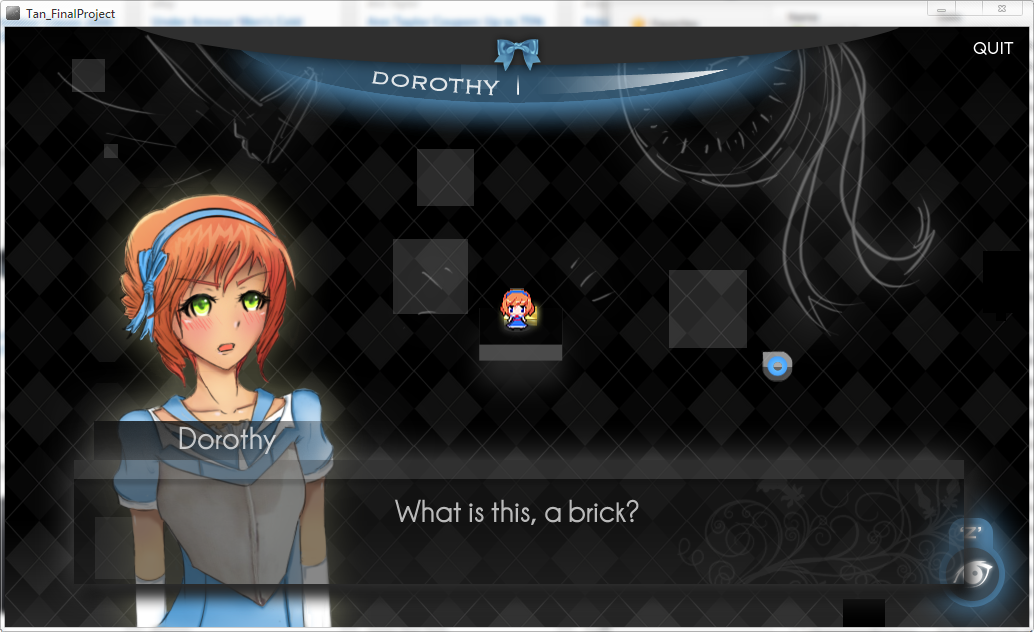 Tan_FinalProject
QUIT
DOROTHY
Dorothy
What is this, a brick?
'Z'